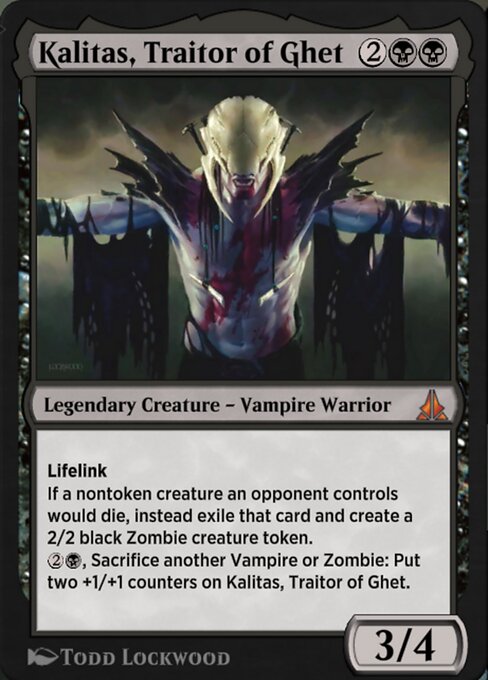 Kalitas, Traitor of Ghet 2
Legendary Creature – Vampire Warrior
Lifelink
If a nontoken creature an opponent controls
would die, instead exile that card and create a
2/2 black Zombie creature token.
2, Sacrifice another Vampire or Zombie: Put
two +1/+1 counters on Kalitas, Traitor of Ghet.
3/4
Todd Lockwood